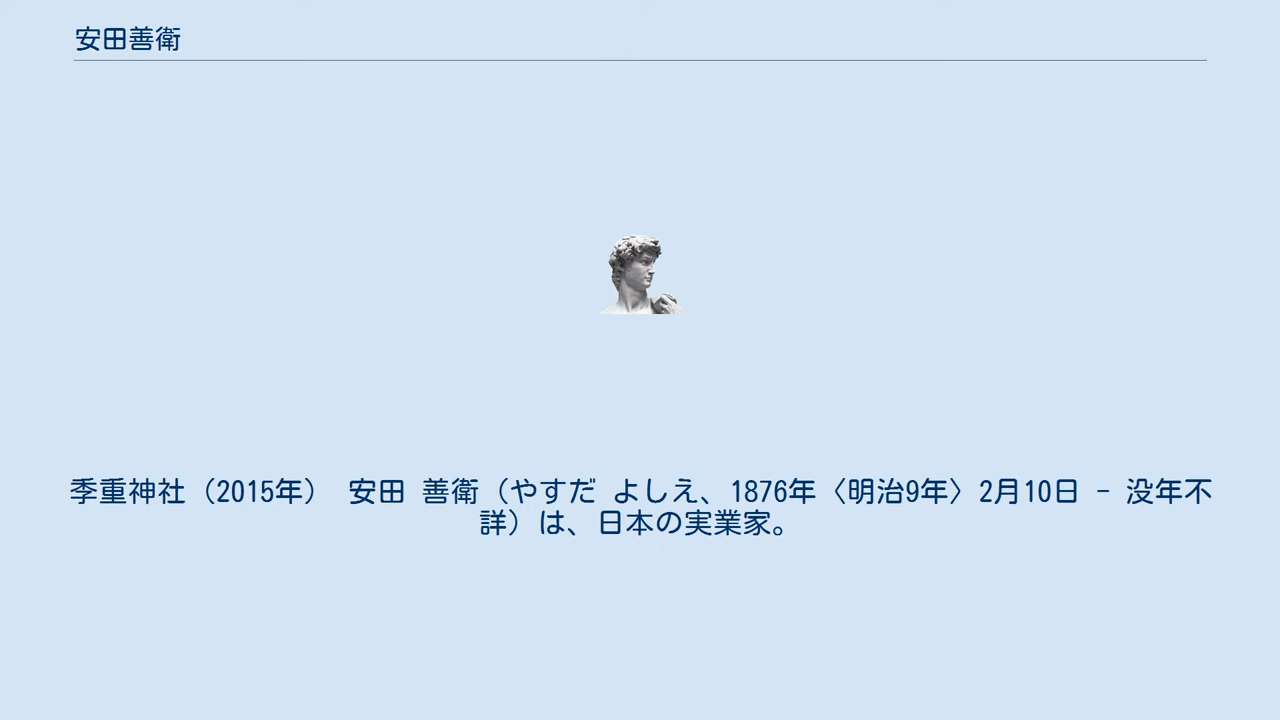 安田善衛
季重神社（2015年） 安田 善衛（やすだ よしえ、1876年〈明治9年〉2月10日 - 没年不
詳）は、日本の実業家。